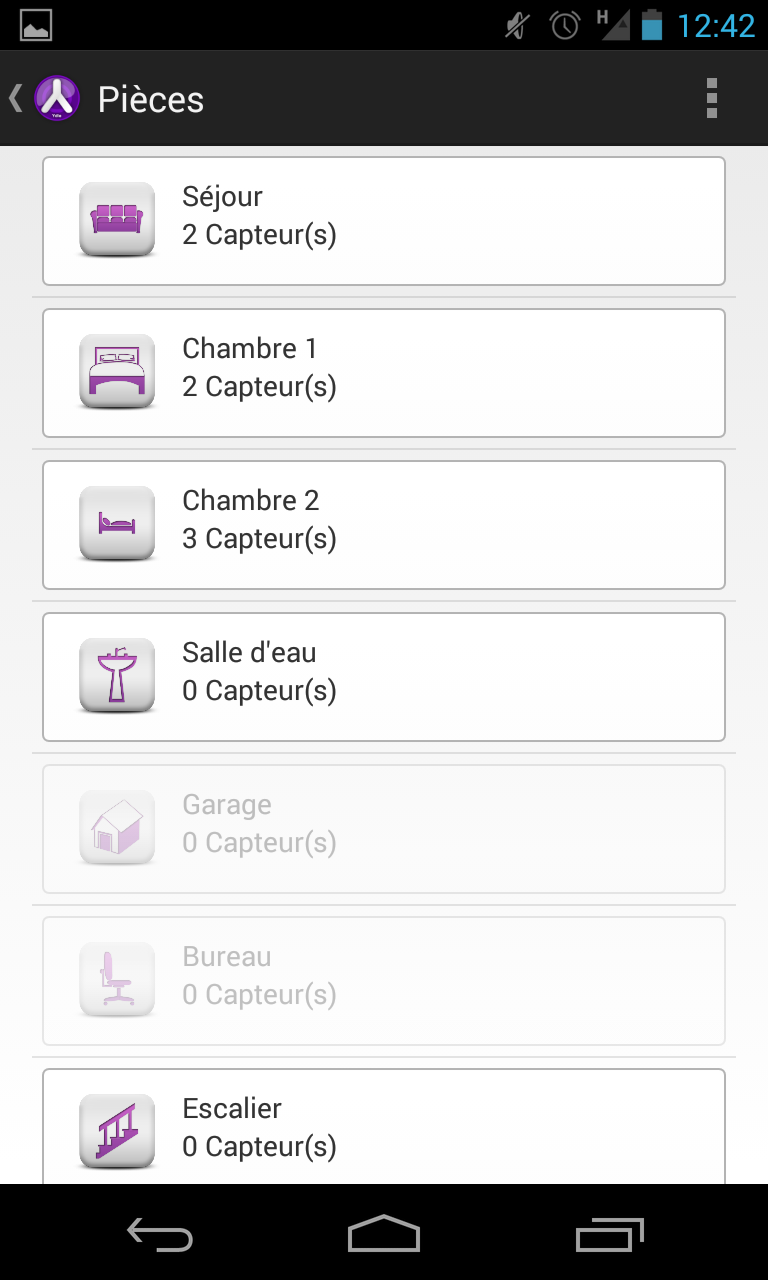 H
12:42
Pièces
Séjour
2 Capteur(s)
Chambre 1
2 Capteur(s)
Chambre 2
3 Capteur(s)
Salle d'eau
0 Capteur(s)
Garage
0 Capteur(s)
Bureau
0 Capteur(s)
Escalier
0 Capteur(s)